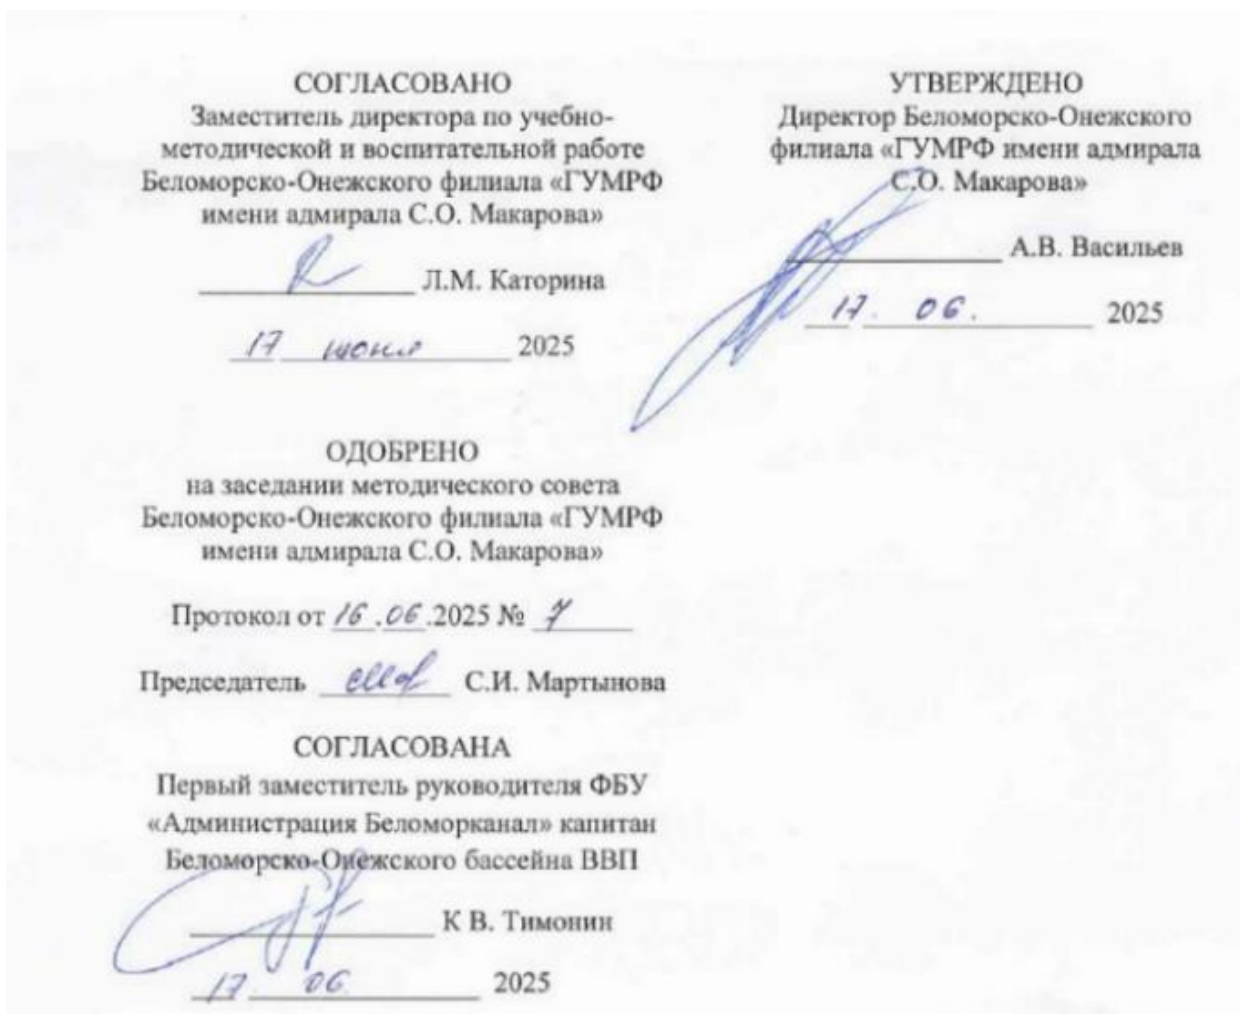 СОГЛАСОВАНО
Заместитель директора по учебно-
методической и воспитательной работе
Беломорско-Онежского филиала «ГУМРФ
имени адмирала С.О. Макарова»
Л.М. Каторина
17 июня 2025
УТВЕРЖДЕНО
Директор Беломорско-Онежского
филиала «ГУМРФ имени адмирала
С.О. Макарова»
А.В. Васильев
17. 06. 2025
ОДОБРЕНО
на заседании методического совета
Беломорско-Онежского филиала «ГУМРФ
имени адмирала С.О. Макарова»
Протокол от 16.06.2025 № 7
Председатель С.И. Мартынова
СОГЛАСОВАНА
Первый заместитель руководителя ФБУ
«Администрация Беломорканал» капитан
Беломорско-Онежского бассейна ВВП
К В. Тимонин
17 06. 2025